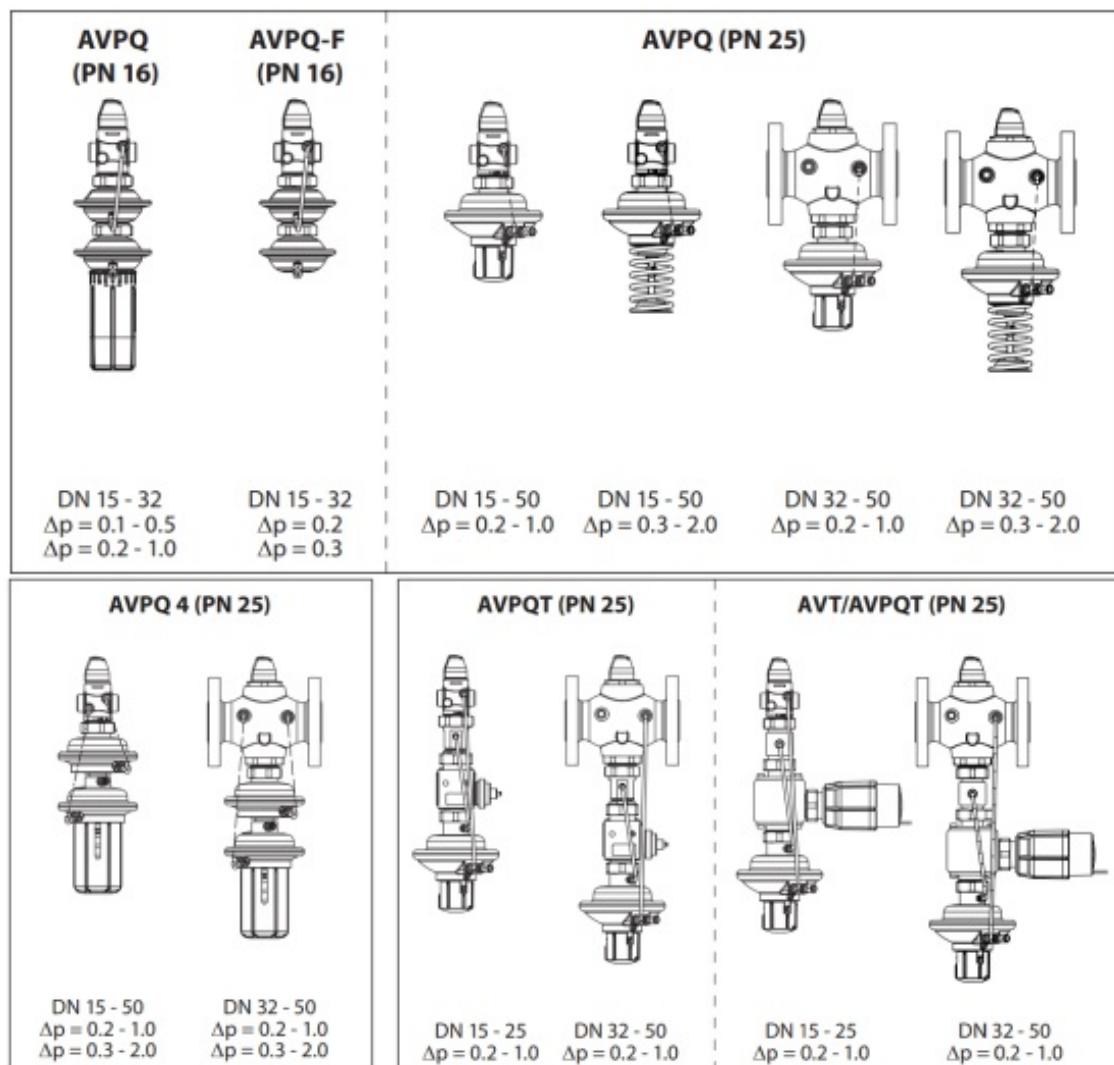 AVPQ
(PN 16)
AVPQ-F
(PN 16)
AVPQ (PN 25)
DN 15 - 32
Δp = 0.1 - 0.5
Δp = 0.2 - 1.0
DN 15 - 32
Δp = 0.2
Δp = 0.3
DN 15 - 50
Δp = 0.2 - 1.0
DN 15 - 50
Δp = 0.3 - 2.0
DN 32 - 50
Δp = 0.2 - 1.0
DN 32 - 50
Δp = 0.3 - 2.0
AVPQ 4 (PN 25)
DN 15 - 50
Δp = 0.2 - 1.0
Δp = 0.3 - 2.0
DN 32 - 50
Δp = 0.2 - 1.0
Δp = 0.3 - 2.0
AVPQT (PN 25)
DN 15 - 25
Δp = 0.2 - 1.0
DN 32 - 50
Δp = 0.2 - 1.0
AVT/AVPQT (PN 25)
DN 15 - 25
Δp = 0.2 - 1.0
DN 32 - 50
Δp = 0.2 - 1.0